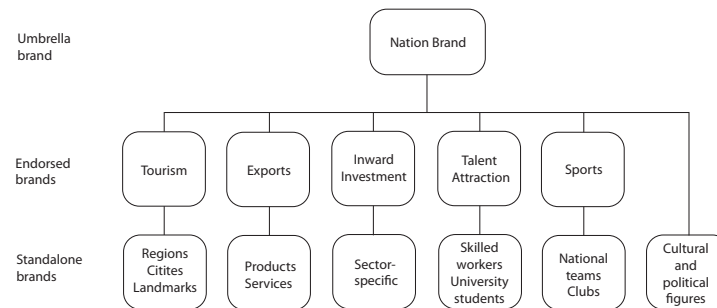 Umbrella
brand
Nation Brand
Endorsed
brands
Tourism
Exports
Inward
Investment
Talent
Attraction
Sports
Standalone
brands
Regions
Citites
Landmarks
Products
Services
Sector-
specific
Skilled
workers
University
students
National
teams
Clubs
Cultural
and
political
figures